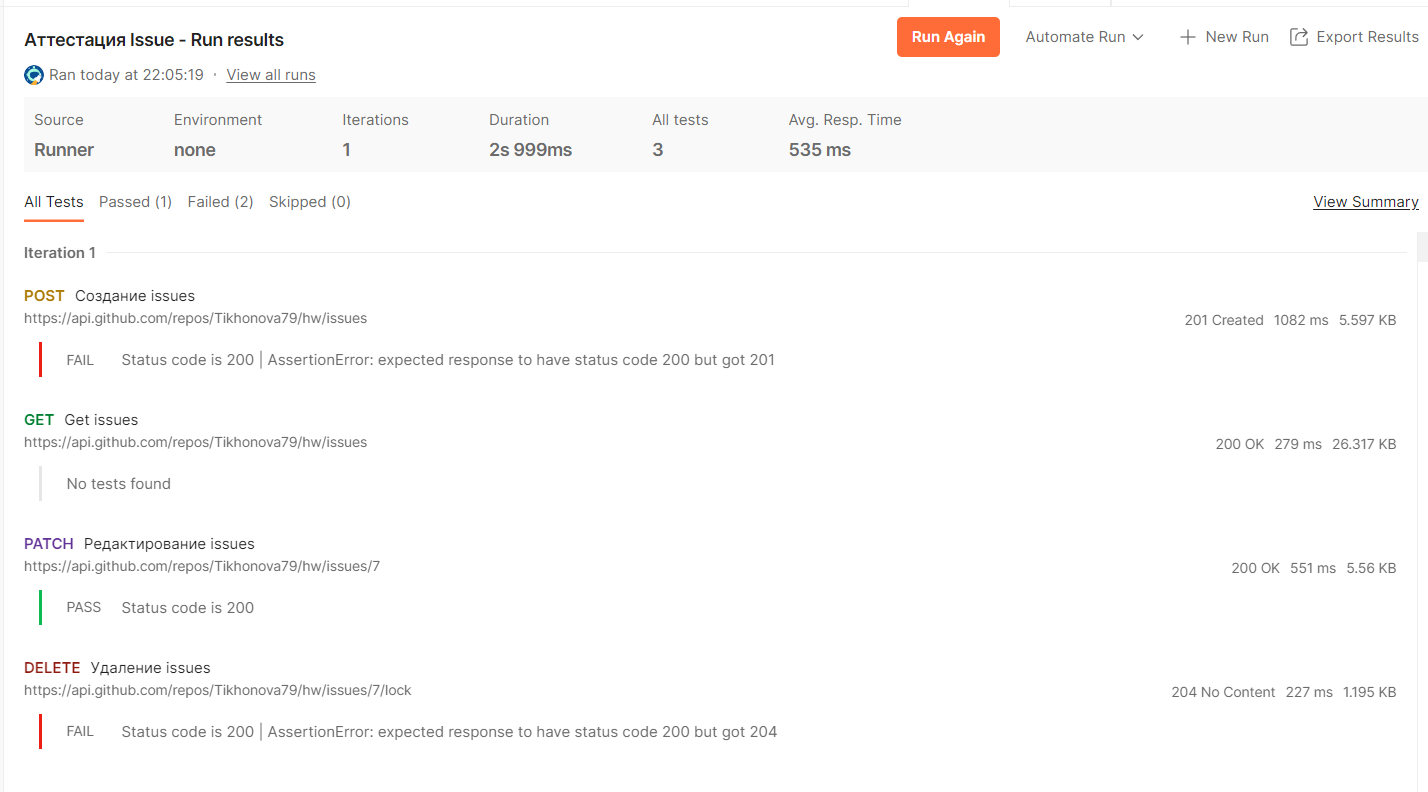 Аттестация Issue - Run results
Run Again
Automate Run
New Run
Export Results
Ran today at 22:05:19 · View all runs
Source Environment Iterations Duration All tests Avg. Resp. Time
Runner none 1 2s 999ms 3 535 ms
All Tests Passed (1) Failed (2) Skipped (0) View Summary
Iteration 1
POST Создание issues
https://api.github.com/repos/Tikhonova79/hw/issues
201 Created 1082 ms 5.597 KB
FAIL Status code is 200 | AssertionError: expected response to have status code 200 but got 201
GET Get issues
https://api.github.com/repos/Tikhonova79/hw/issues
200 OK 279 ms 26.317 KB
No tests found
PATCH Редактирование issues
https://api.github.com/repos/Tikhonova79/hw/issues/7
200 OK 551 ms 5.56 KB
PASS Status code is 200
DELETE Удаление issues
https://api.github.com/repos/Tikhonova79/hw/issues/7/lock
204 No Content 227 ms 1.195 KB
FAIL Status code is 200 | AssertionError: expected response to have status code 200 but got 204